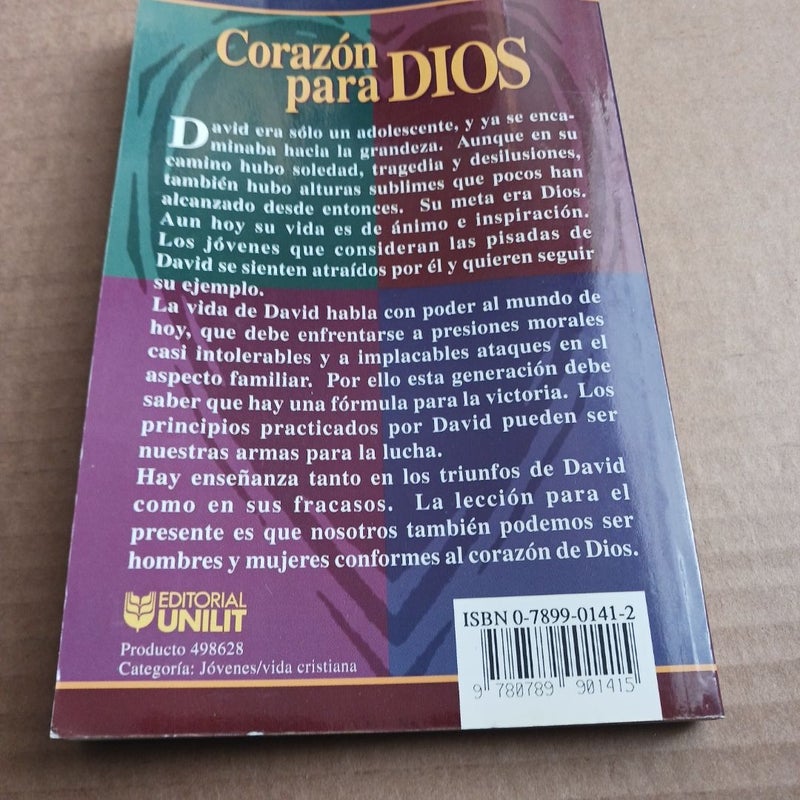 Corazón
para DIOS
David era sólo un adolescente, y ya se enca-
minaba hacia la grandeza. Aunque en su
camino hubo soledad, tragedia y desilusiones,
también hubo alturas sublimes que pocos han
alcanzado desde entonces. Su meta era Dios.
Aun hoy su vida es de ánimo e inspiración.
Los jóvenes que consideran las pisadas de
David se sienten atraídos por él y quieren seguir
su ejemplo.
La vida de David habla con poder al mundo de
hoy, que debe enfrentarse a presiones morales
casi intolerables y a implacables ataques en el
aspecto familiar. Por ello esta generación debe
saber que hay una fórmula para la victoria. Los
principios practicados por David pueden ser
nuestras armas para la lucha.
Hay enseñanza tanto en los triunfos de David
como en sus fracasos. La lección para el
presente es que nosotros también podemos ser
hombres y mujeres conformes al corazón de Dios.
EDITORIAL
UNILIT
Producto 498628
Categoría: Jóvenes/vida cristiana
ISBN 0-7899-0141-2
9 780789 901415